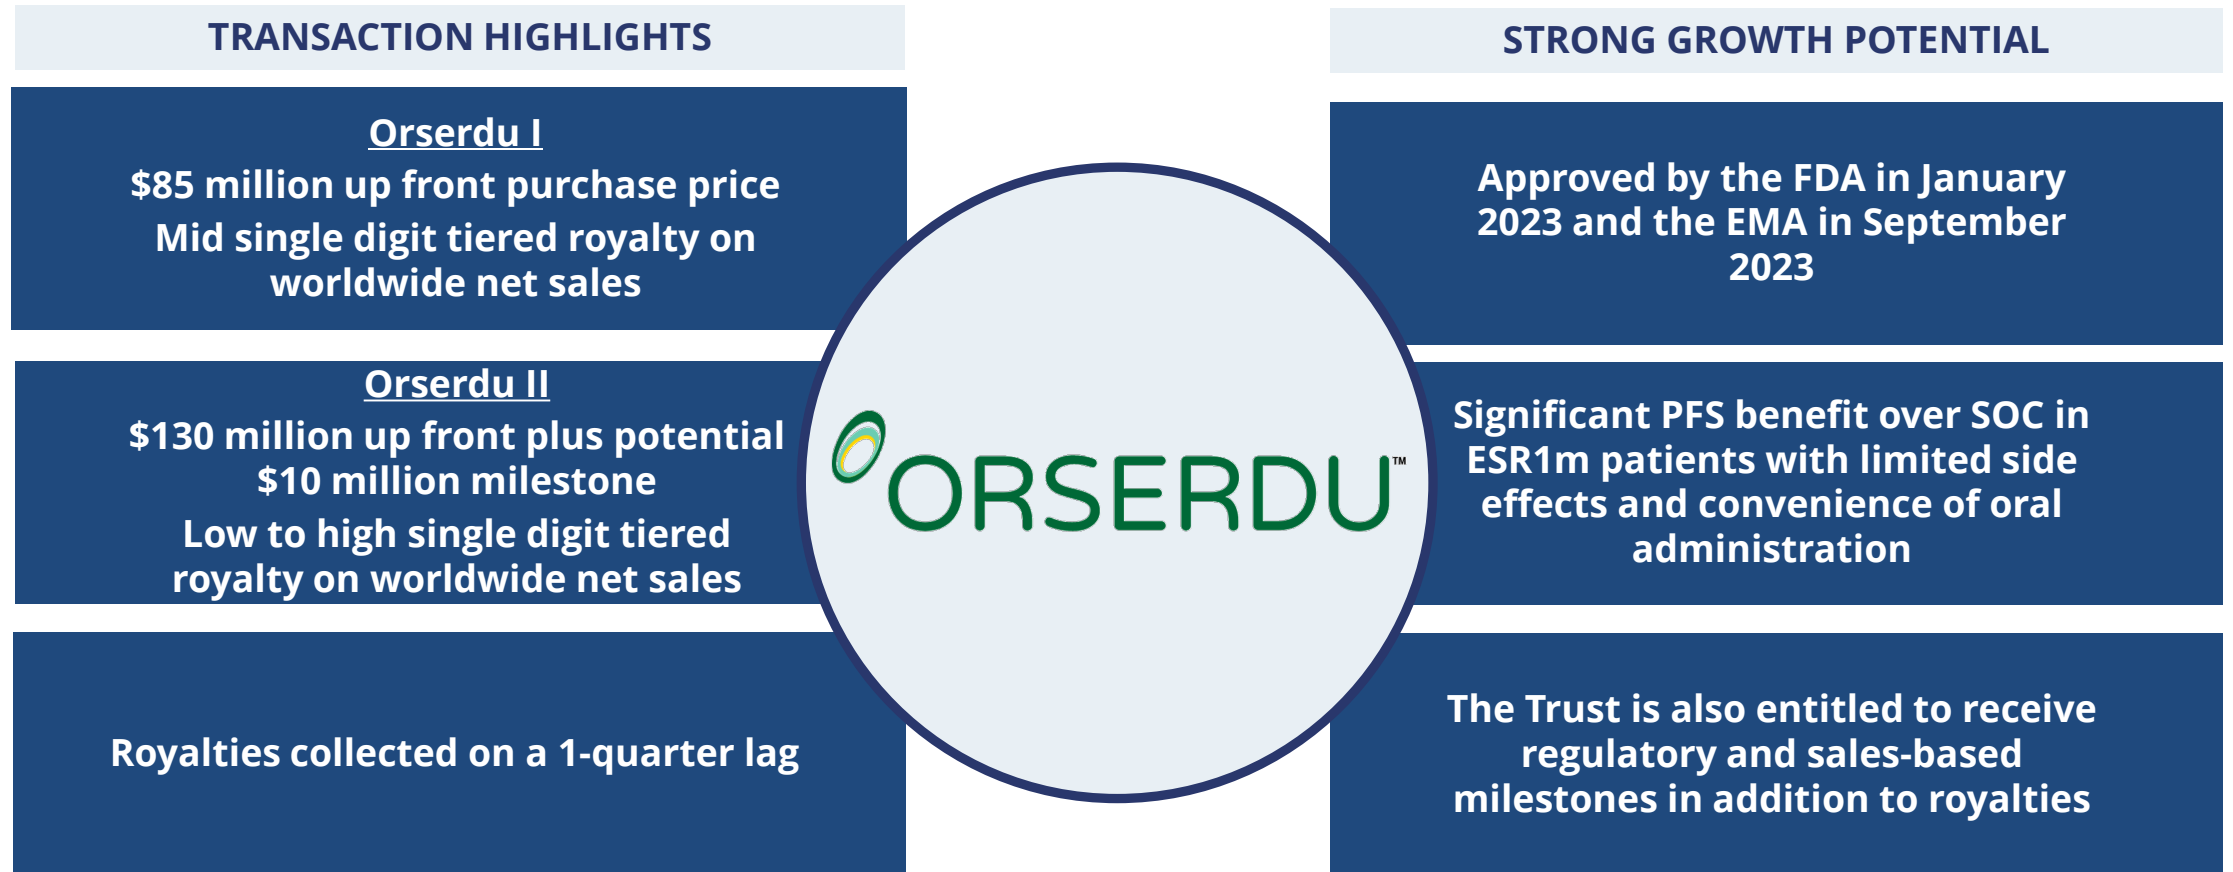 TRANSACTION HIGHLIGHTS
Orserdu I
$85 million up front purchase price
Mid single digit tiered royalty on
worldwide net sales
Orserdu II
$130 million up front plus potential
$10 million milestone
Low to high single digit tiered
royalty on worldwide net sales
Royalties collected on a 1-quarter lag
ORSERDU™
STRONG GROWTH POTENTIAL
Approved by the FDA in January
2023 and the EMA in September
2023
Significant PFS benefit over SOC in
ESR1m patients with limited side
effects and convenience of oral
administration
The Trust is also entitled to receive
regulatory and sales-based
milestones in addition to royalties